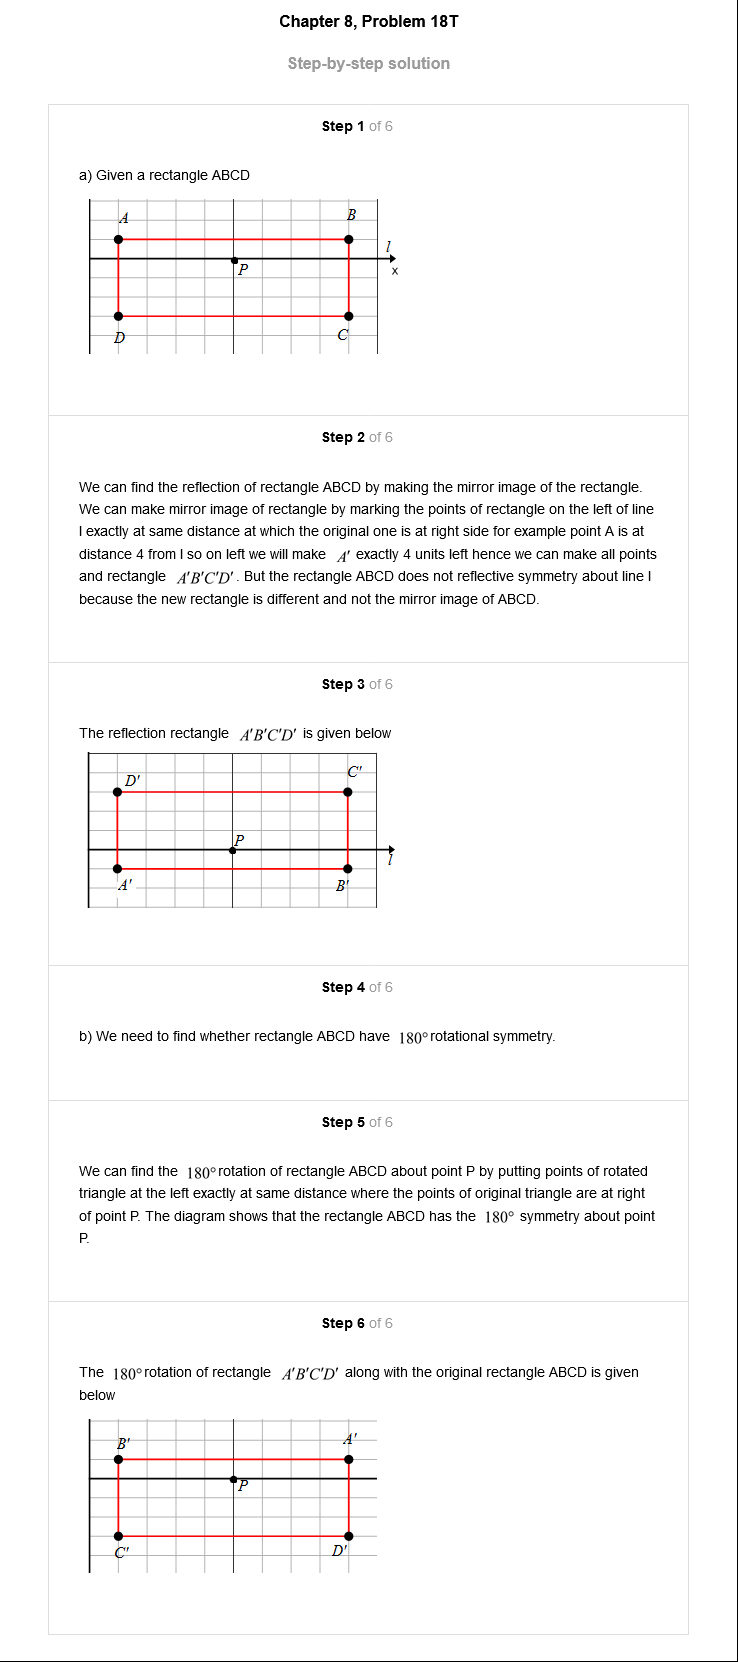 Chapter 8, Problem 18T
Step-by-step solution
Step 1 of 6
a) Given a rectangle ABCD
A
B
l
P
x
D
C
Step 2 of 6
We can find the reflection of rectangle ABCD by making the mirror image of the rectangle.
We can make mirror image of rectangle by marking the points of rectangle on the left of line
l exactly at same distance at which the original one is at right side for example point A is at
distance 4 from l so on left we will make A' exactly 4 units left hence we can make all points
and rectangle A'B'C'D'. But the rectangle ABCD does not reflective symmetry about line l
because the new rectangle is different and not the mirror image of ABCD.
Step 3 of 6
The reflection rectangle A'B'C'D' is given below
D'
C'
P
l
A'
B'
Step 4 of 6
b) We need to find whether rectangle ABCD have 180° rotational symmetry.
Step 5 of 6
We can find the 180° rotation of rectangle ABCD about point P by putting points of rotated
triangle at the left exactly at same distance where the points of original triangle are at right
of point P. The diagram shows that the rectangle ABCD has the 180° symmetry about point
P.
Step 6 of 6
The 180° rotation of rectangle A'B'C'D' along with the original rectangle ABCD is given
below
B'
A'
P
C'
D'